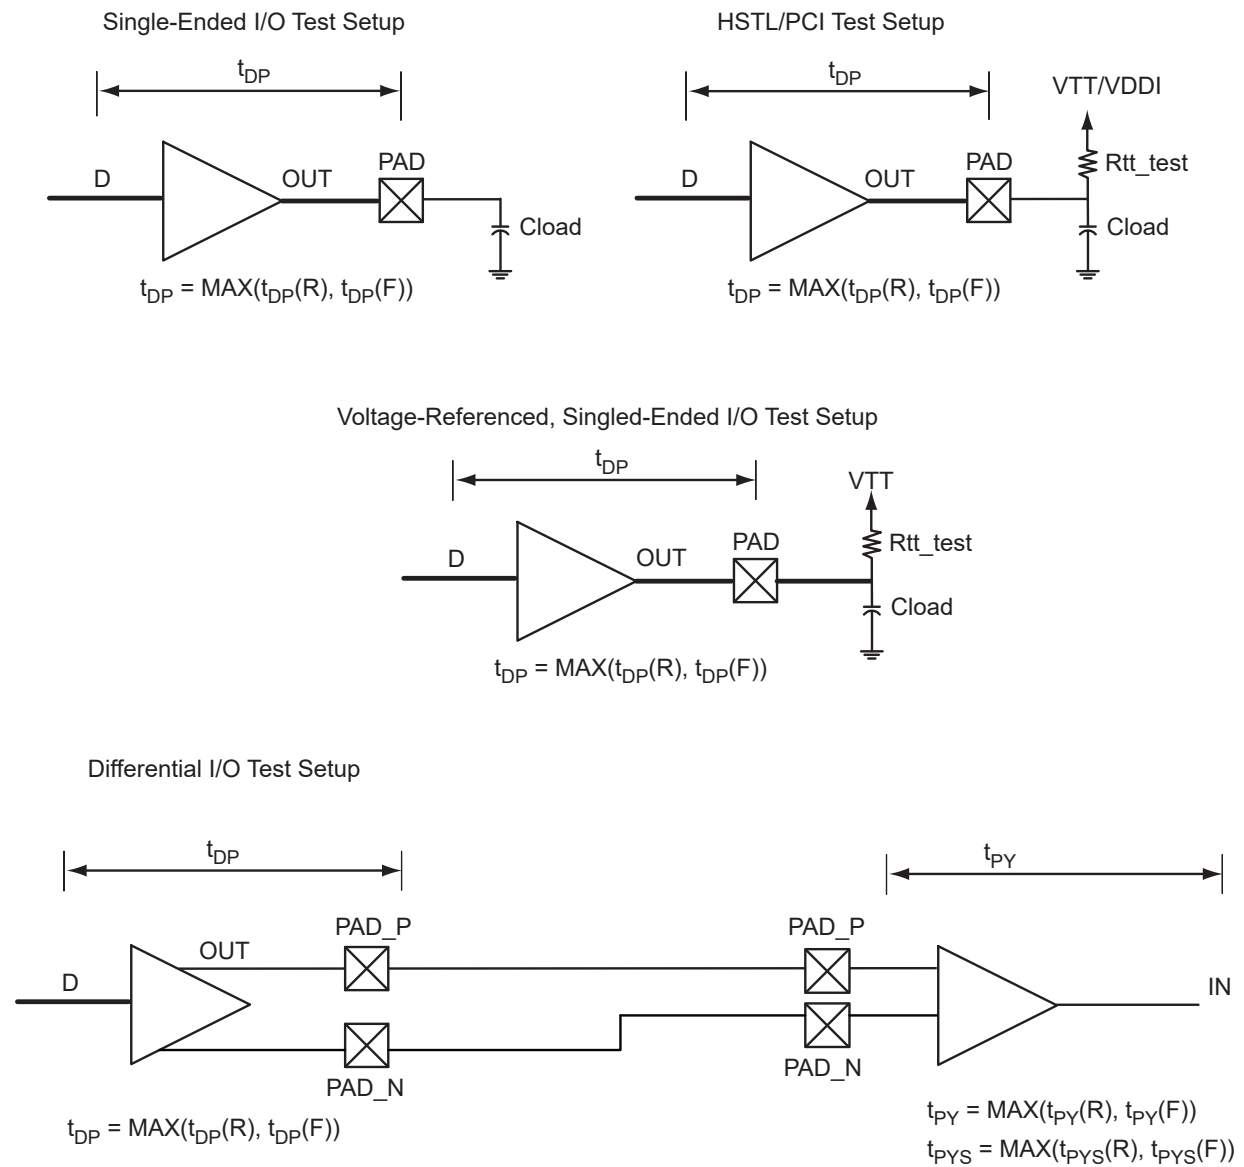 Single-Ended I/O Test Setup
tDP
D
OUT
PAD
Cload
tDP = MAX(tDP(R), tDP(F))
HSTL/PCI Test Setup
tDP
VTT/VDDI
D
OUT
PAD
Rtt_test
Cload
tDP = MAX(tDP(R), tDP(F))
Voltage-Referenced, Singled-Ended I/O Test Setup
tDP
VTT
D
OUT
PAD
Rtt_test
Cload
tDP = MAX(tDP(R), tDP(F))
Differential I/O Test Setup
tDP
tPY
D
OUT
PAD_P
PAD_N
PAD_P
PAD_N
IN
tDP = MAX(tDP(R), tDP(F))
tPY = MAX(tPY(R), tPY(F))
tPYS = MAX(tPYS(R), tPYS(F))